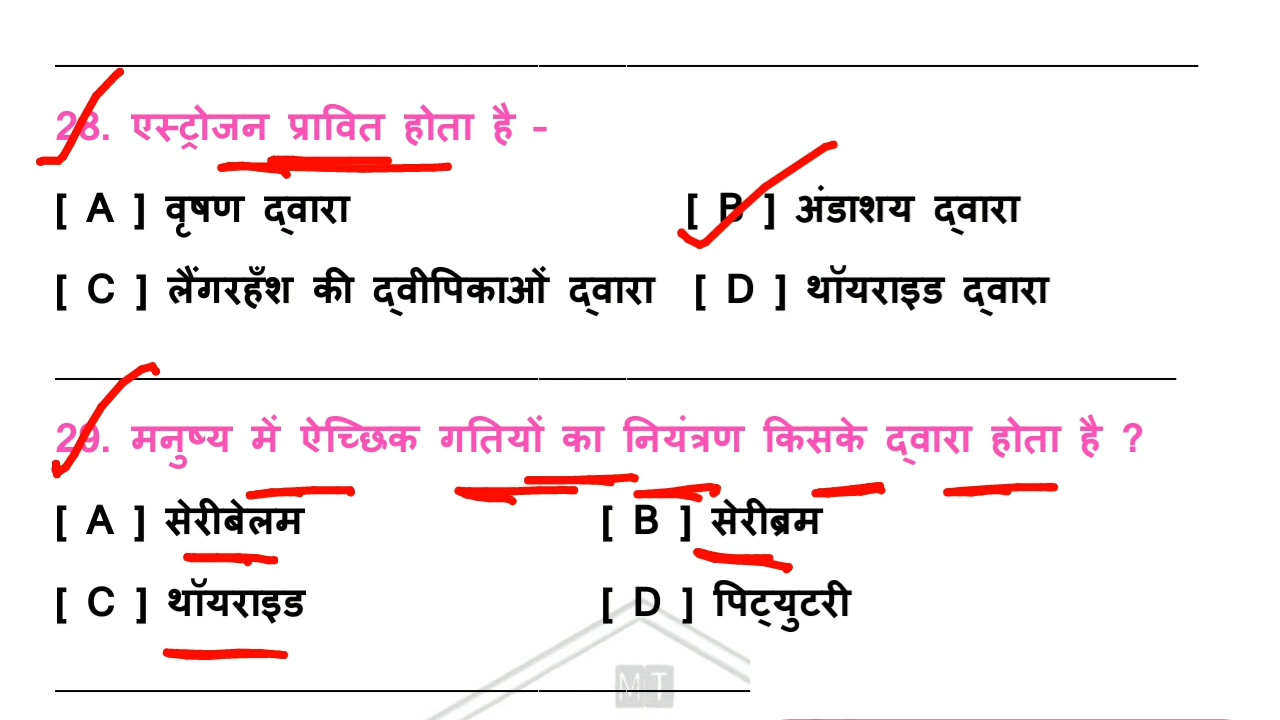 28. एस्ट्रोजन प्रावित होता है -
[ A ] वृषण द्वारा [ B ] अंडाशय द्वारा
[ C ] लैंगरहँश की द्वीपिकाओं द्वारा [ D ] थॉयराइड द्वारा
29. मनुष्य में ऐच्छिक गतियों का नियंत्रण किसके द्वारा होता है ?
[ A ] सेरीबेलम [ B ] सेरीब्रम
[ C ] थॉयराइड [ D ] पिट्युटरी
MT